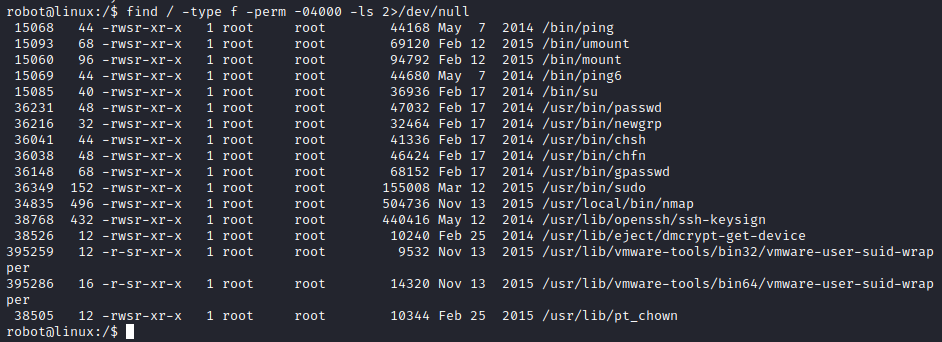 robot@linux:/$ find / -type f -perm -04000 -ls 2>/dev/null
 15068   44 -rwsr-xr-x   1 root     root        44168 May  7  2014 /bin/ping
 15093   68 -rwsr-xr-x   1 root     root        69120 Feb 12  2015 /bin/umount
 15060   96 -rwsr-xr-x   1 root     root        94792 Feb 12  2015 /bin/mount
 15069   44 -rwsr-xr-x   1 root     root        44680 May  7  2014 /bin/ping6
 15085   40 -rwsr-xr-x   1 root     root        36936 Feb 17  2014 /bin/su
 36231   48 -rwsr-xr-x   1 root     root        47032 Feb 17  2014 /usr/bin/passwd
 36216   32 -rwsr-xr-x   1 root     root        32464 Feb 17  2014 /usr/bin/newgrp
 36041   44 -rwsr-xr-x   1 root     root        41336 Feb 17  2014 /usr/bin/chsh
 36038   48 -rwsr-xr-x   1 root     root        46424 Feb 17  2014 /usr/bin/chfn
 36148   68 -rwsr-xr-x   1 root     root        68152 Feb 17  2014 /usr/bin/gpasswd
 36349  152 -rwsr-xr-x   1 root     root       155008 Mar 12  2015 /usr/bin/sudo
 34835  496 -rwsr-xr-x   1 root     root       504736 Nov 13  2015 /usr/local/bin/nmap
 38768  432 -rwsr-xr-x   1 root     root       440416 May 12  2014 /usr/lib/openssh/ssh-keysign
 38526   12 -rwsr-xr-x   1 root     root        10240 Feb 25  2014 /usr/lib/eject/dmcrypt-get-device
395259   12 -r-sr-xr-x   1 root     root         9532 Nov 13  2015 /usr/lib/vmware-tools/bin32/vmware-user-suid-wrap
per
395286   16 -r-sr-xr-x   1 root     root        14320 Nov 13  2015 /usr/lib/vmware-tools/bin64/vmware-user-suid-wrap
per
 38505   12 -rwsr-xr-x   1 root     root        10344 Feb 25  2015 /usr/lib/pt_chown
robot@linux:/$